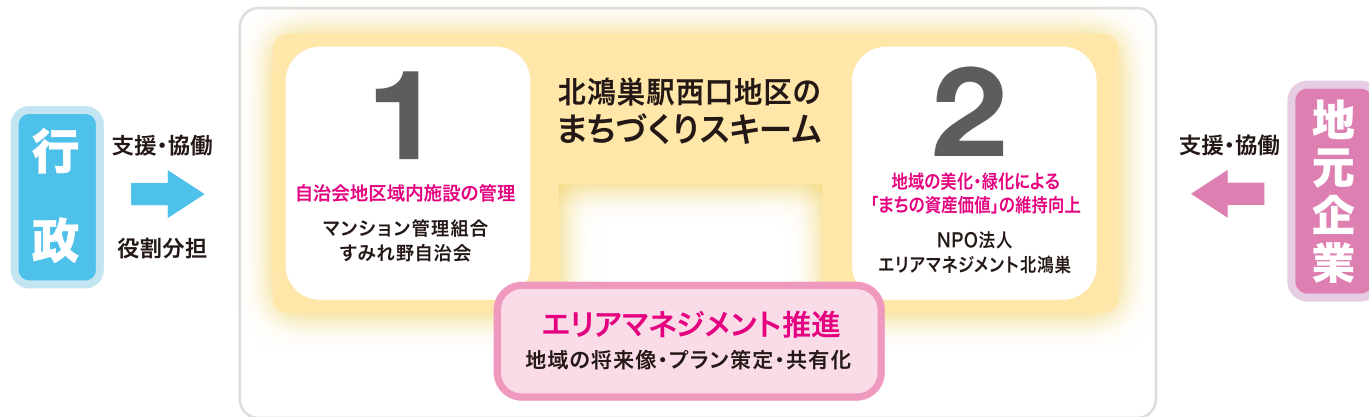 行政
支援・協働
役割分担
1
自治会地区域内施設の管理
マンション管理組合
すみれ野自治会
北鴻巣駅西口地区の
まちづくりスキーム
2
地域の美化・緑化による
「まちの資産価値」の維持向上
NPO法人
エリアマネジメント北鴻巣
エリアマネジメント推進
地域の将来像・プラン策定・共有化
支援・協働
地元企業